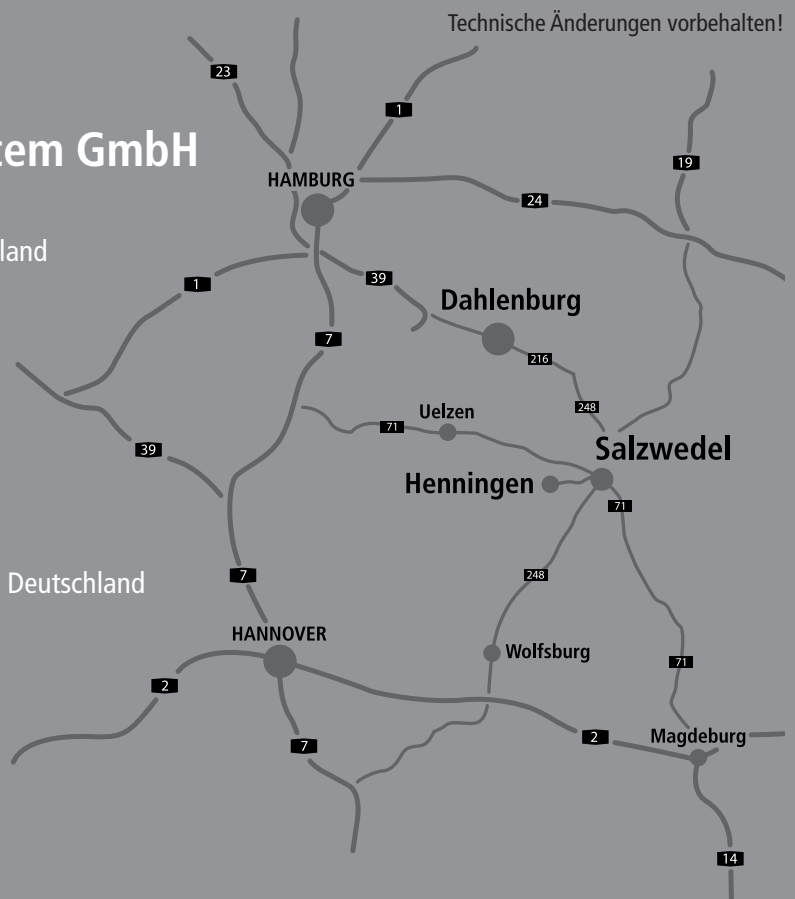 Technische Änderungen vorbehalten!
23
1
tem GmbH
19
HAMBURG
24
land
39
1
Dahlenburg
7
216
248
Uelzen
71
Salzwedel
39
Henningen
71
7
248
Deutschland
HANNOVER
Wolfsburg
71
2
2
Magdeburg
7
14